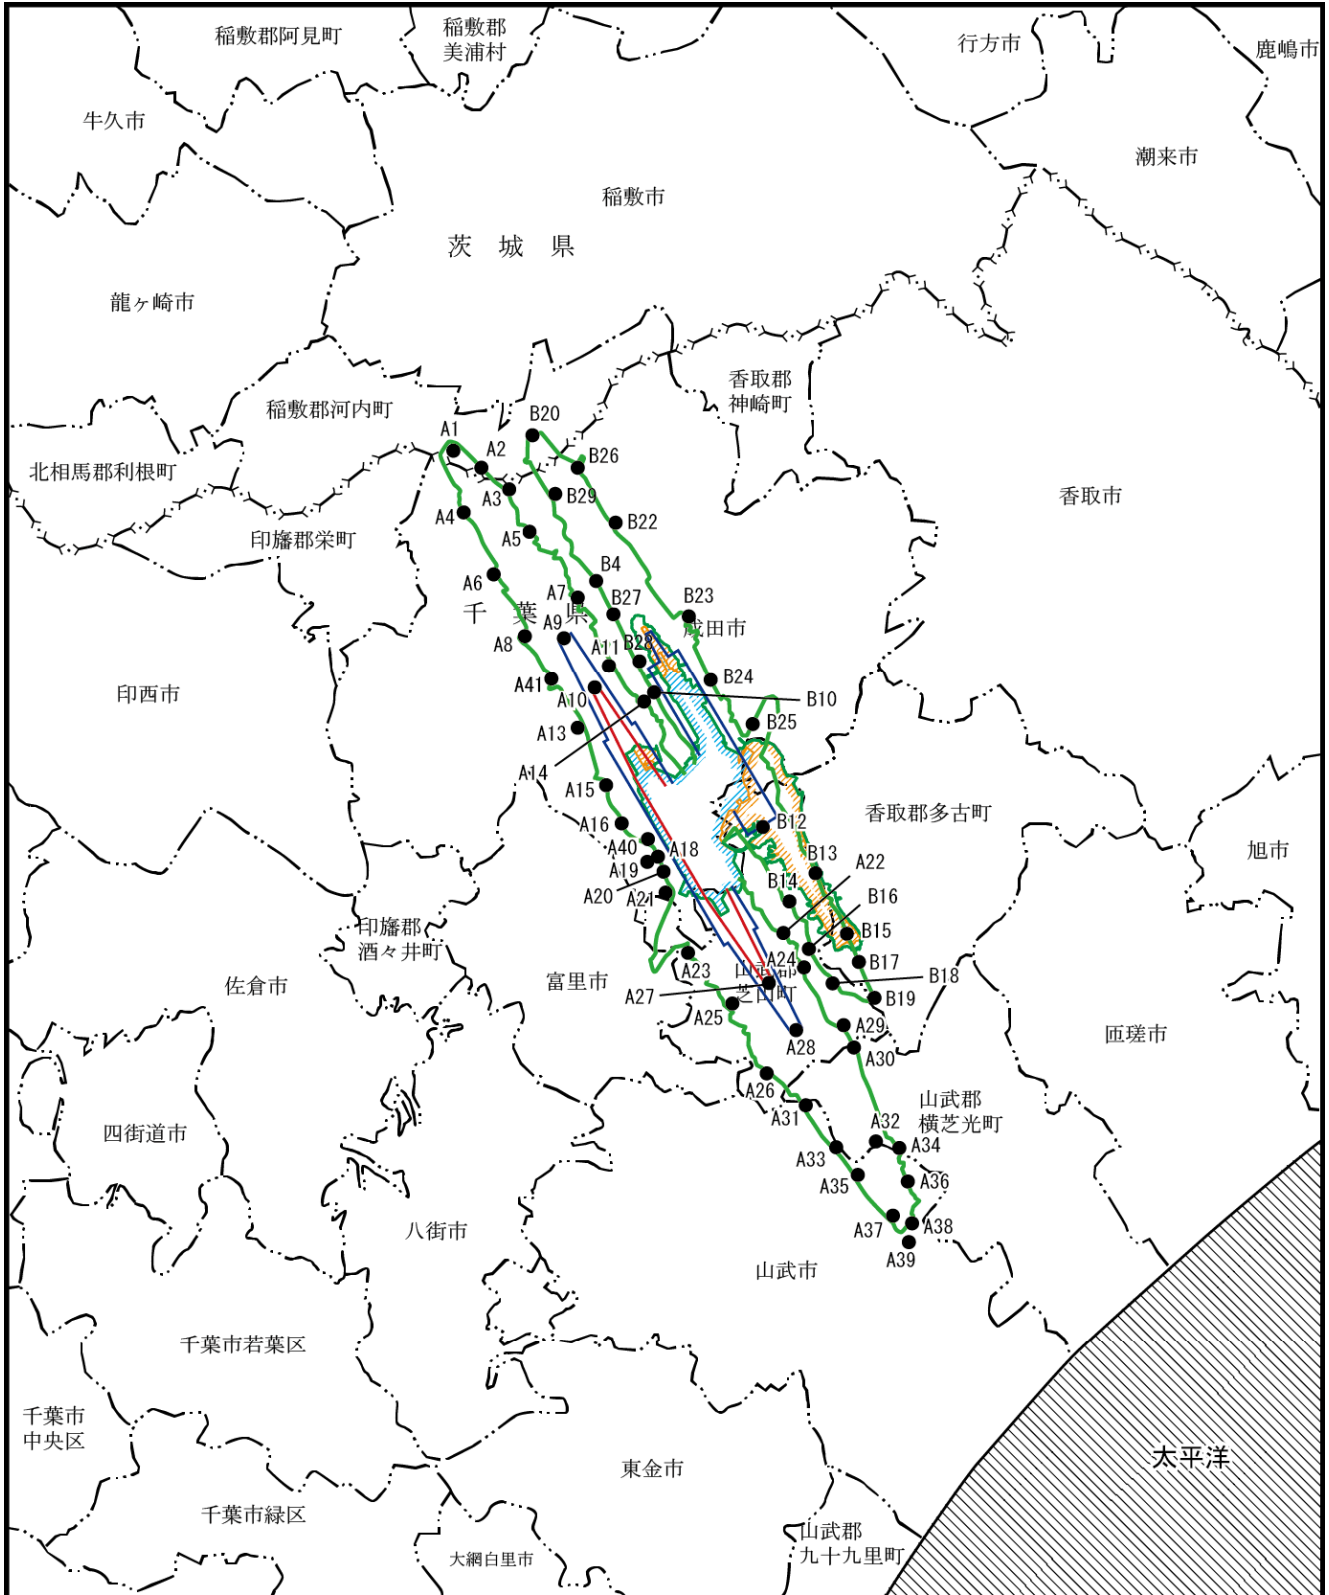 稲敷郡阿見町
稲敷郡
美浦村
行方市
鹿嶋市
牛久市
潮来市
稲敷市
茨城県
龍ヶ崎市
香取郡
神崎町
稲敷郡河内町
北相馬郡利根町
香取市
印旛郡栄町
A1
A2
A3
A4
A5
A6
A7
A8
A9
A10
A11
A41
A13
A14
A15
A16
A40
A18
A19
A20
A21
A22
A23
A24
A25
A26
A27
A28
A29
A30
A31
A32
A33
A34
A35
A36
A37
A38
A39
B20
B26
B29
B22
B4
B27
B23
B28
B24
B10
B25
B12
B13
B14
B16
B15
B17
B18
B19
千葉県
成田市
印西市
香取郡多古町
旭市
印旛郡
酒々井町
佐倉市
富里市
山武郡
芝山町
匝瑳市
山武郡
横芝光町
四街道市
八街市
山武市
千葉市若葉区
千葉市
中央区
東金市
太平洋
千葉市緑区
大網白里市
山武郡
九十九里町